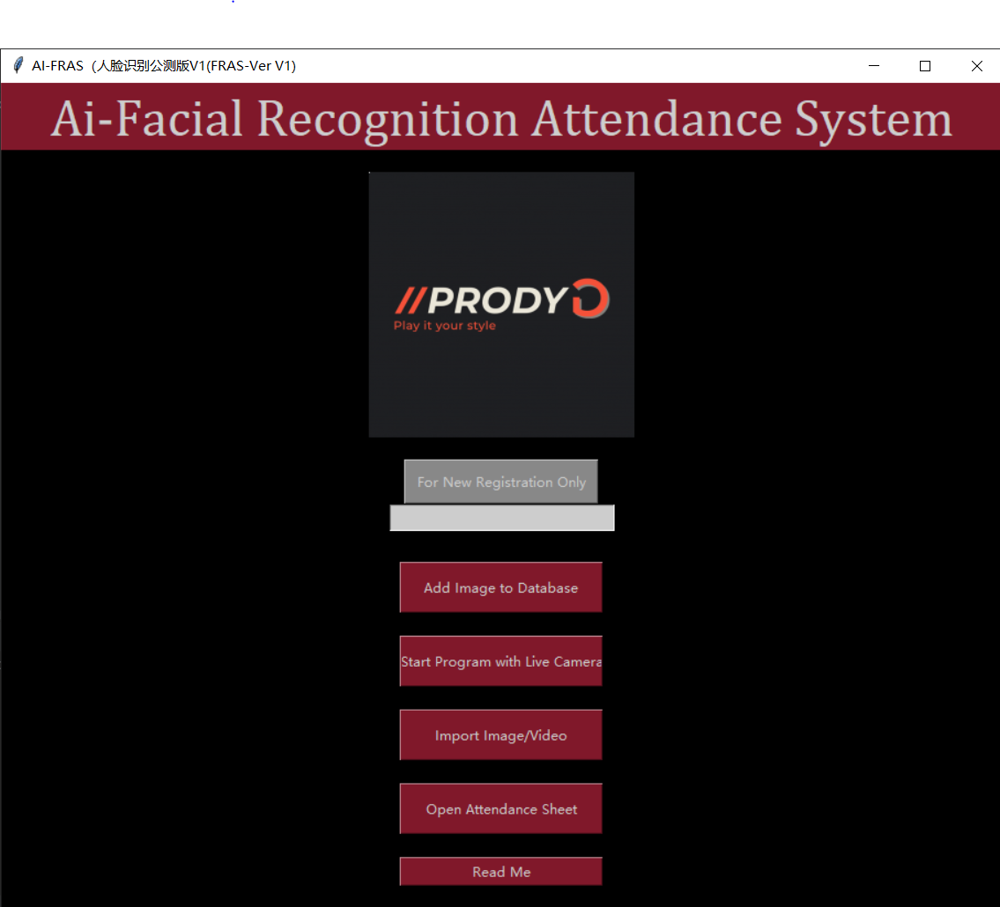 AI-FRAS（人脸识别公测版V1(FRAS-Ver V1)
Ai-Facial Recognition Attendance System
//PRODY
Play it your style
For New Registration Only
Add Image to Database
Start Program with Live Camera
Import Image/Video
Open Attendance Sheet
Read Me